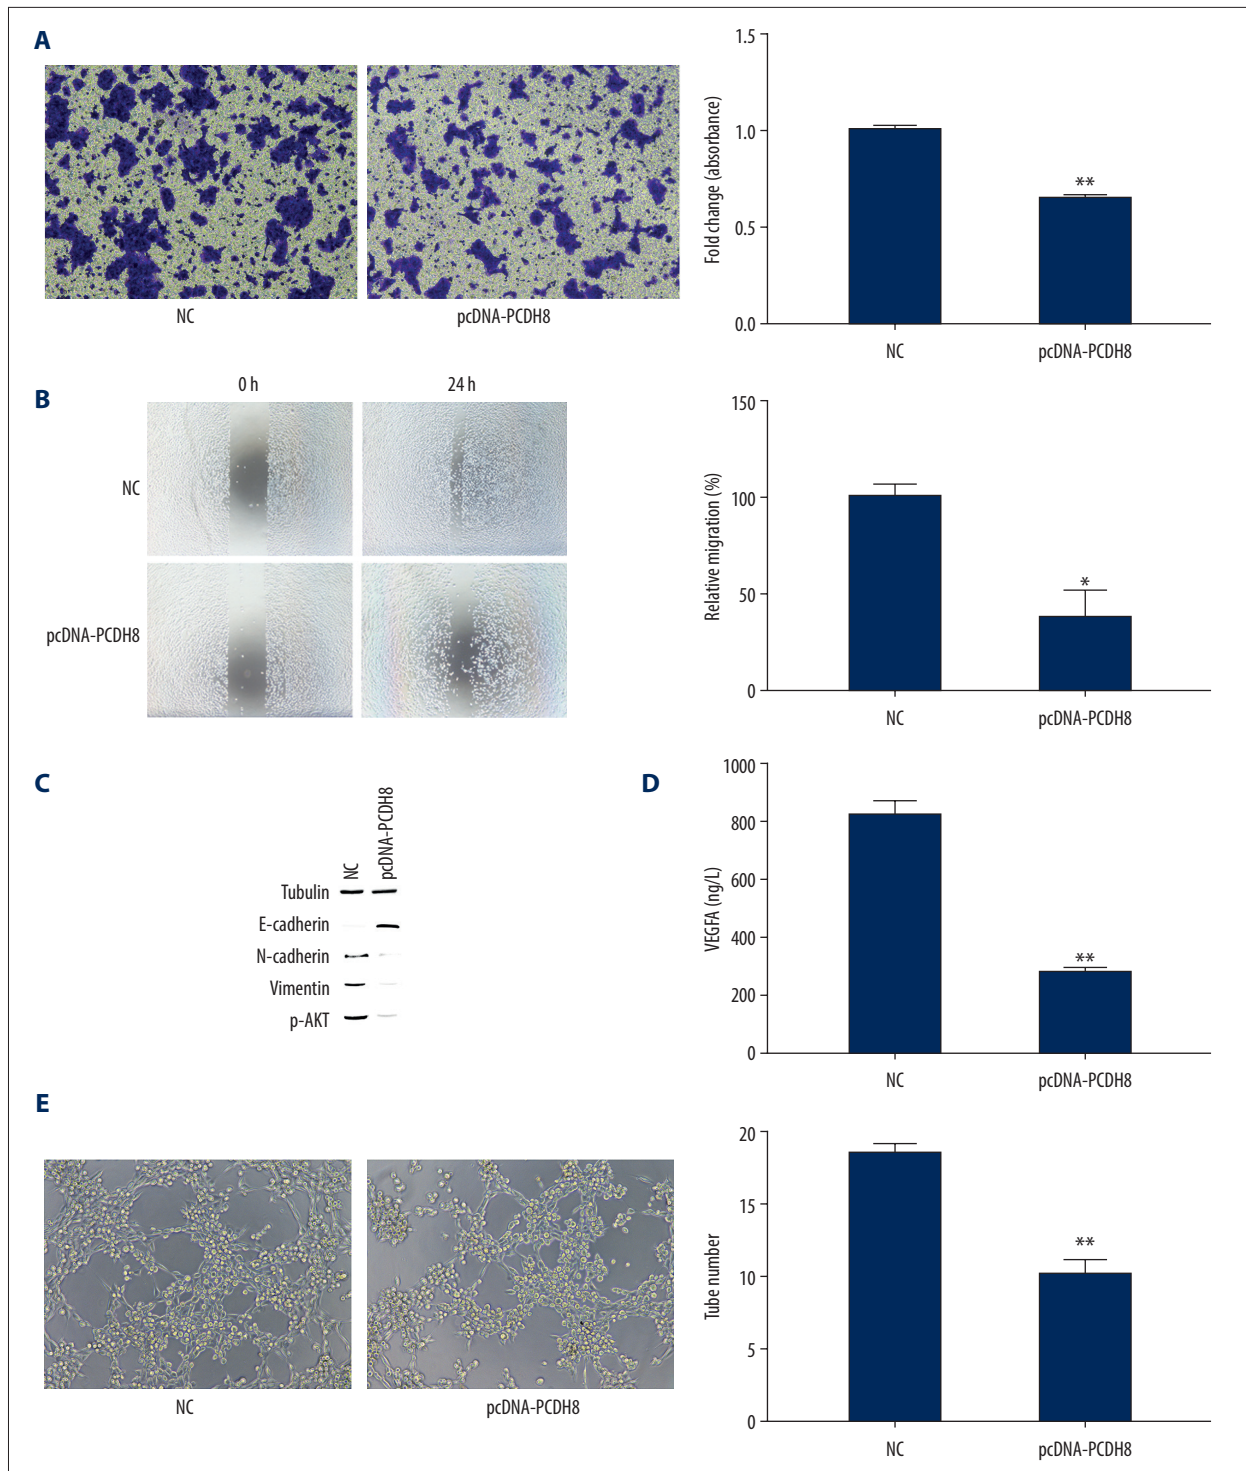 A
NC
pcDNA-PCDH8
Fold change (absorbance)
1.5
1.0
0.5
0.0
**
NC
pcDNA-PCDH8
B
0 h
24 h
NC
pcDNA-PCDH8
Relative migration (%)
150
100
50
0
*
NC
pcDNA-PCDH8
C
NC
pcDNA-PCDH8
Tubulin
E-cadherin
N-cadherin
Vimentin
p-AKT
D
VEGFA (ng/L)
1000
800
600
400
200
0
**
NC
pcDNA-PCDH8
E
NC
pcDNA-PCDH8
Tube number
20
15
10
5
0
**
NC
pcDNA-PCDH8